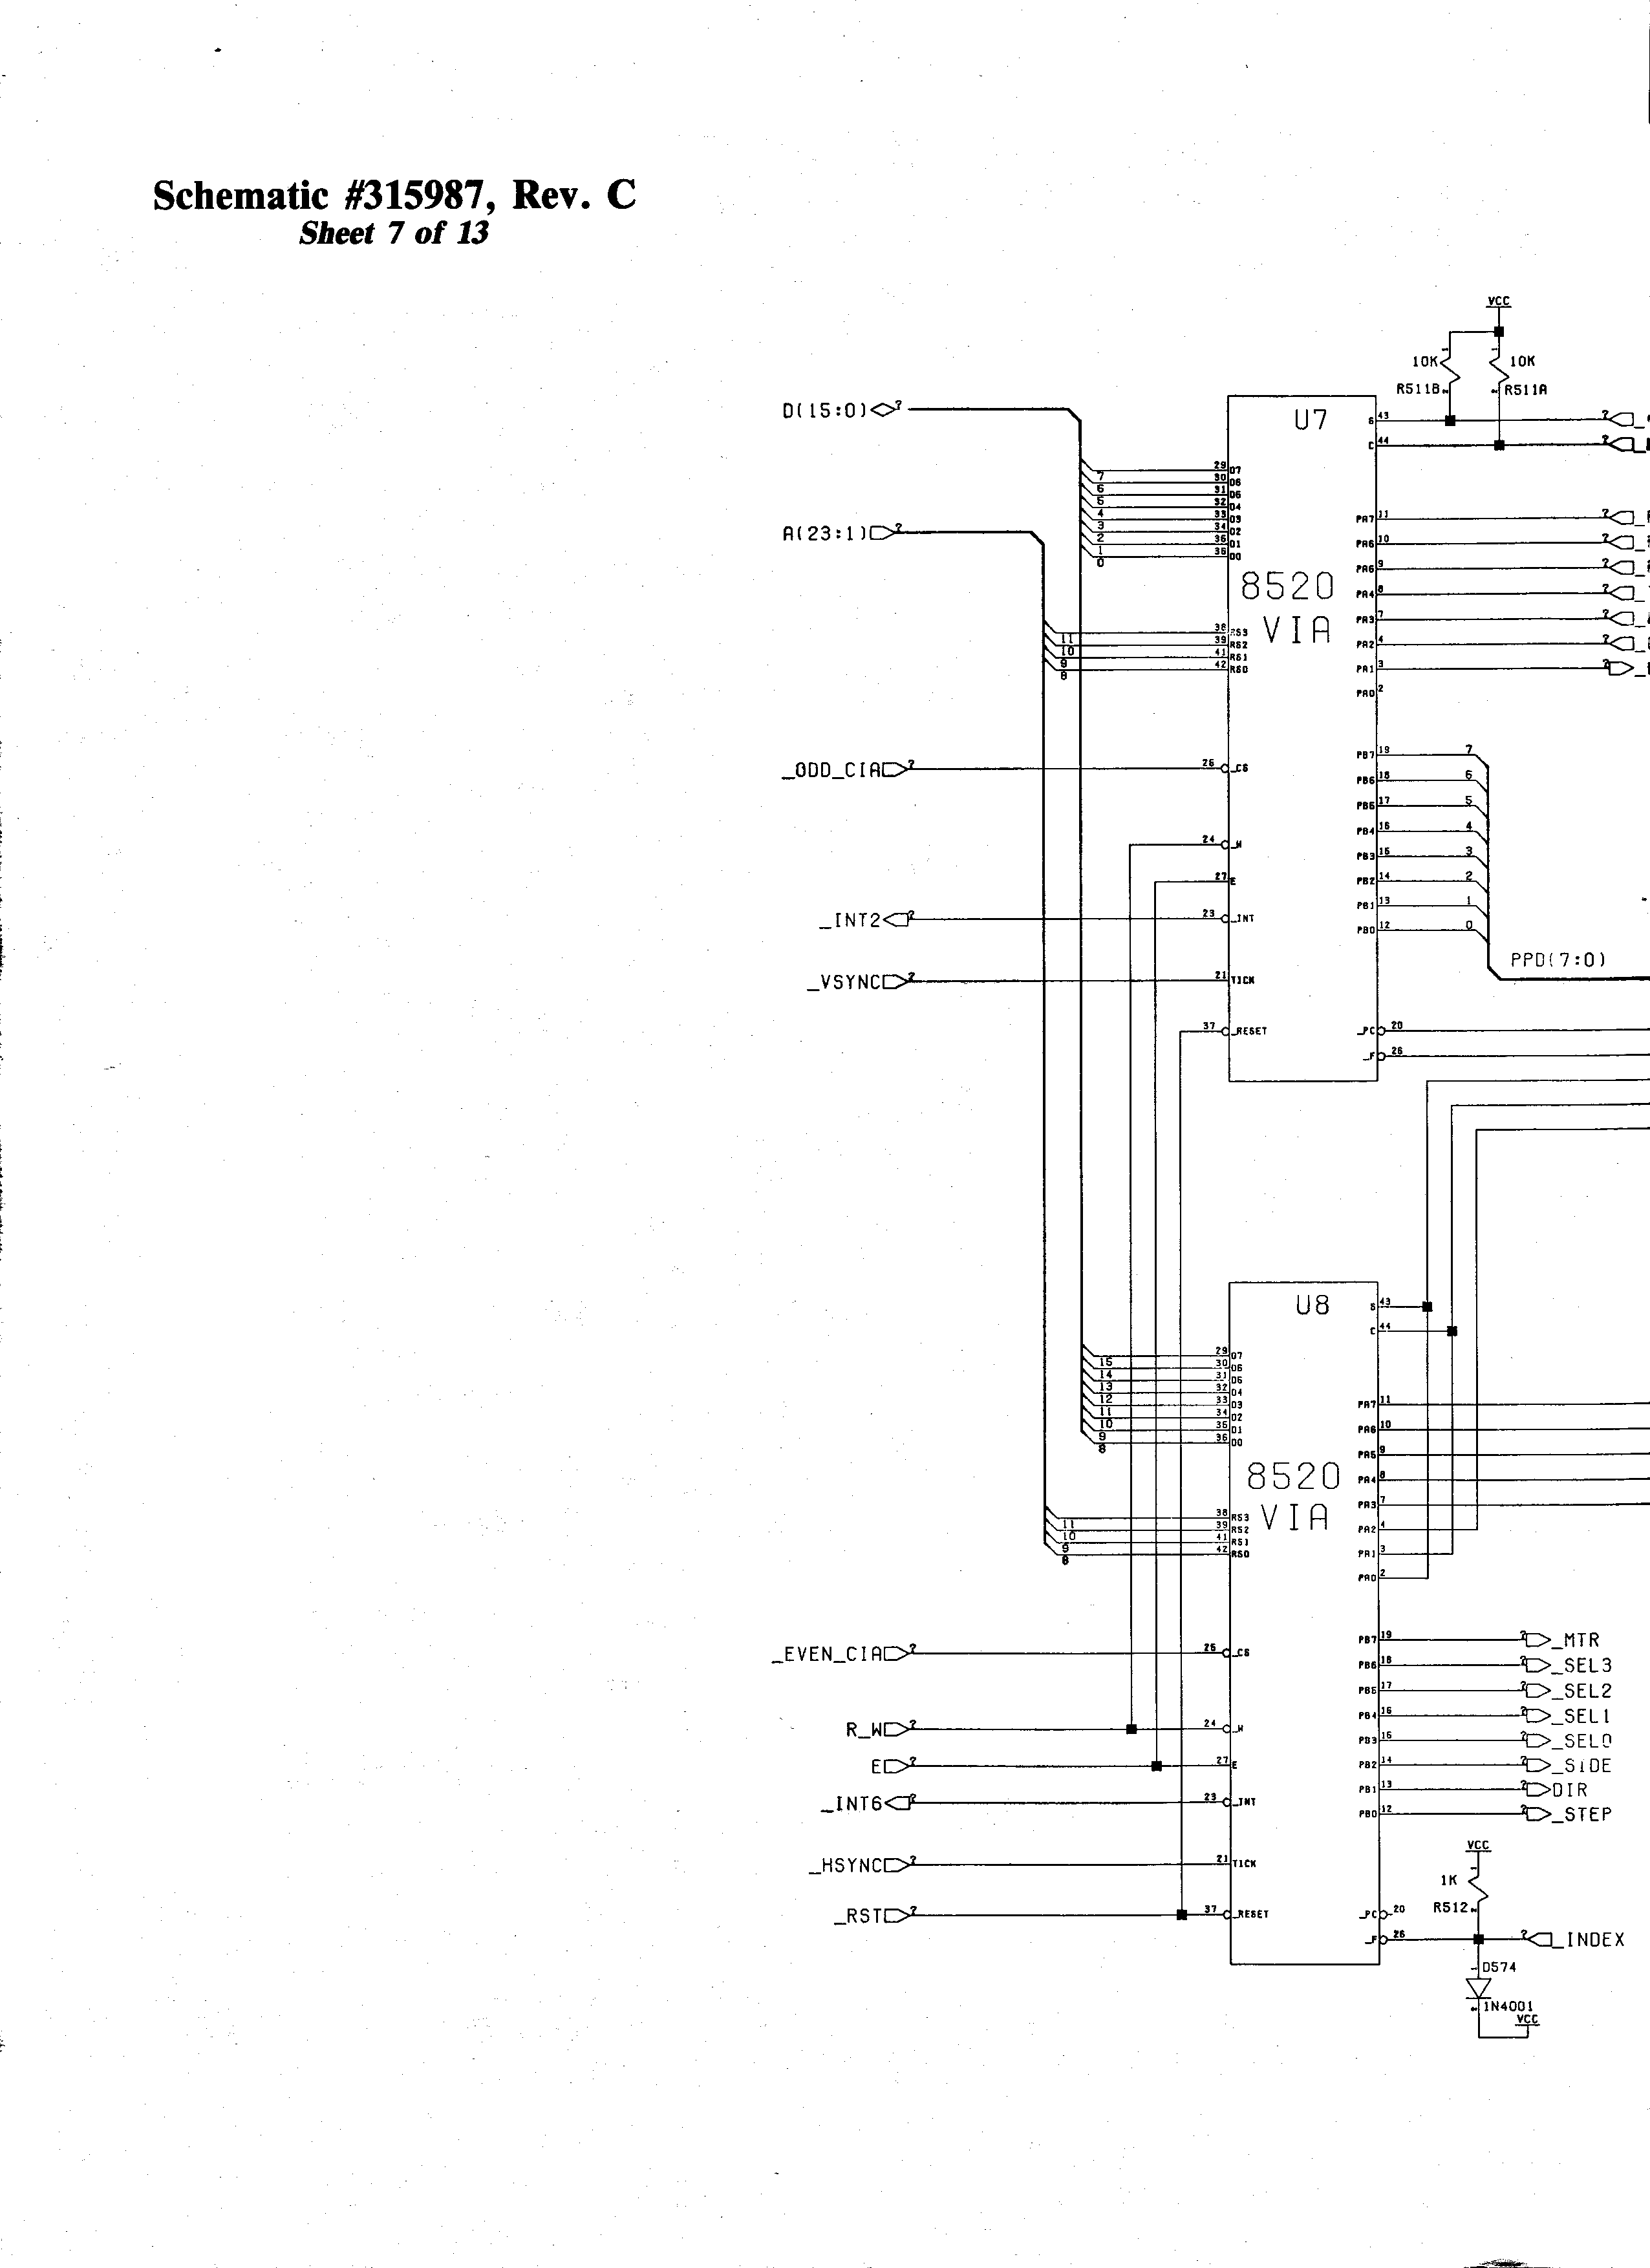 Schematic #315987, Rev. C
Sheet 7 of 13
VCC
10K
10K
R511B
R511A
D(15:0)
A(23:1)
_ODD_CIA
_INT2
_VSYNC
U7
8520
VIA
S 43
C 44
29 D7
30 D6
31 D5
32 D4
33 D3
34 D2
35 D1
36 D0
7
6
5
4
3
2
1
0
38 RS3
39 RS2
41 RS1
42 RS0
11
10
9
8
_CS
24 _W
27 E
23 _INT
21 TICK
37 _RESET
PA7 11
PA6 10
PA5 9
PA4 8
PA3 7
PA2 4
PA1 3
PA0 2
PB7 19 7
PB6 18 6
PB5 17 5
PB4 16 4
PB3 15 3
PB2 14 2
PB1 13 1
PB0 12 0
PPD(7:0)
_PC 20
_F 26
U8
8520
VIA
S 43
C 44
29 D7
30 D6
31 D5
32 D4
33 D3
34 D2
35 D1
36 D0
15
14
13
12
11
10
9
8
38 RS3
39 RS2
41 RS1
42 RS0
11
10
9
8
PA7 11
PA6 10
PA5 9
PA4 8
PA3 7
PA2 4
PA1 3
PA0 2
_EVEN_CIA 25 _CS
R_W 24 _W
E 27 E
_INT6 23 _INT
_HSYNC 21 TICK
_RST 37 _RESET
PB7 19 _MTR
PB6 18 _SEL3
PB5 17 _SEL2
PB4 16 _SEL1
PB3 15 _SEL0
PB2 14 _SIDE
PB1 13 DIR
PB0 12 _STEP
VCC
1K
R512
_PC 20
_F 26 _INDEX
D574
1N4001
VCC